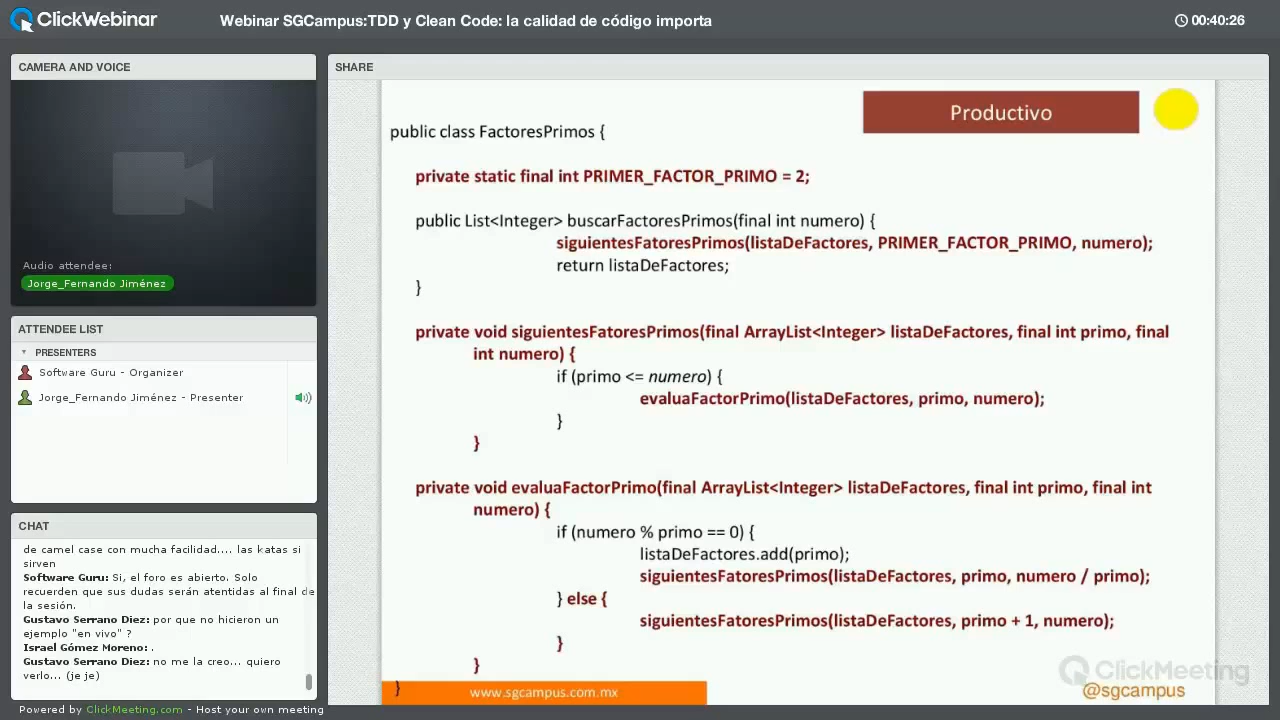 ClickWebinar
Webinar SGCampus:TDD y Clean Code: la calidad de código importa
00:40:26
CAMERA AND VOICE
Audio attendee:
Jorge_Fernando Jiménez
ATTENDEE LIST
PRESENTERS
Software Guru - Organizer
Jorge_Fernando Jiménez - Presenter
CHAT
de camel case con mucha facilidad.... las katas si
sirven
Software Guru: Si, el foro es abierto. Solo
recuerden que sus dudas serán atentidas al final de
la sesión.
Gustavo Serrano Diez: por que no hicieron un
ejemplo "en vivo" ?
Israel Gómez Moreno: .
Gustavo Serrano Diez: no me la creo... quiero
verlo... (je je)
Powered by ClickMeeting.com - Host your own meeting
SHARE
Productivo
public class FactoresPrimos {
private static final int PRIMER_FACTOR_PRIMO = 2;
public List<Integer> buscarFactoresPrimos(final int numero) {
siguientesFatoresPrimos(listaDeFactores, PRIMER_FACTOR_PRIMO, numero);
return listaDeFactores;
}
private void siguientesFatoresPrimos(final ArrayList<Integer> listaDeFactores, final int primo, final
int numero) {
if (primo <= numero) {
evaluaFactorPrimo(listaDeFactores, primo, numero);
}
}
private void evaluaFactorPrimo(final ArrayList<Integer> listaDeFactores, final int primo, final int
numero) {
if (numero % primo == 0) {
listaDeFactores.add(primo);
siguientesFatoresPrimos(listaDeFactores, primo, numero / primo);
} else {
siguientesFatoresPrimos(listaDeFactores, primo + 1, numero);
}
}
}
www.sgcampus.com.mx
ClickMeeting
@sgcampus